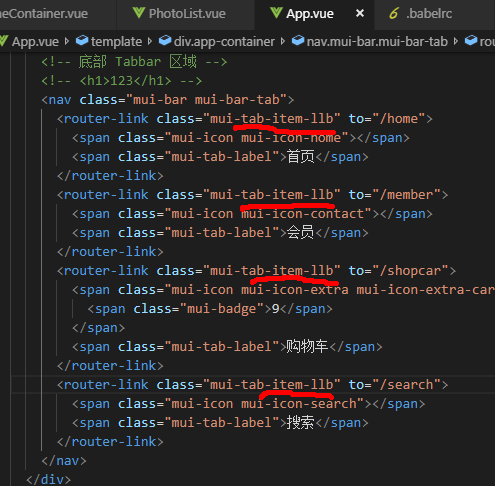 neContainer.vue PhotoList.vue App.vue × .babelrc
App.vue > template > div.app-container > nav.mui-bar.mui-bar-tab >
<!-- 底部 Tabbar 区域 -->
<!-- <h1>123</h1> -->
<nav class="mui-bar mui-bar-tab">
<router-link class="mui-tab-item-llb" to="/home">
<span class="mui-icon mui-icon-home"></span>
<span class="mui-tab-label">首页</span>
</router-link>
<router-link class="mui-tab-item-llb" to="/member">
<span class="mui-icon mui-icon-contact"></span>
<span class="mui-tab-label">会员</span>
</router-link>
<router-link class="mui-tab-item-llb" to="/shopcar">
<span class="mui-icon mui-icon-extra mui-icon-extra-car
<span class="mui-badge">9</span>
</span>
<span class="mui-tab-label">购物车</span>
</router-link>
<router-link class="mui-tab-item-llb" to="/search">
<span class="mui-icon mui-icon-search"></span>
<span class="mui-tab-label">搜索</span>
</router-link>
</nav>
</div>